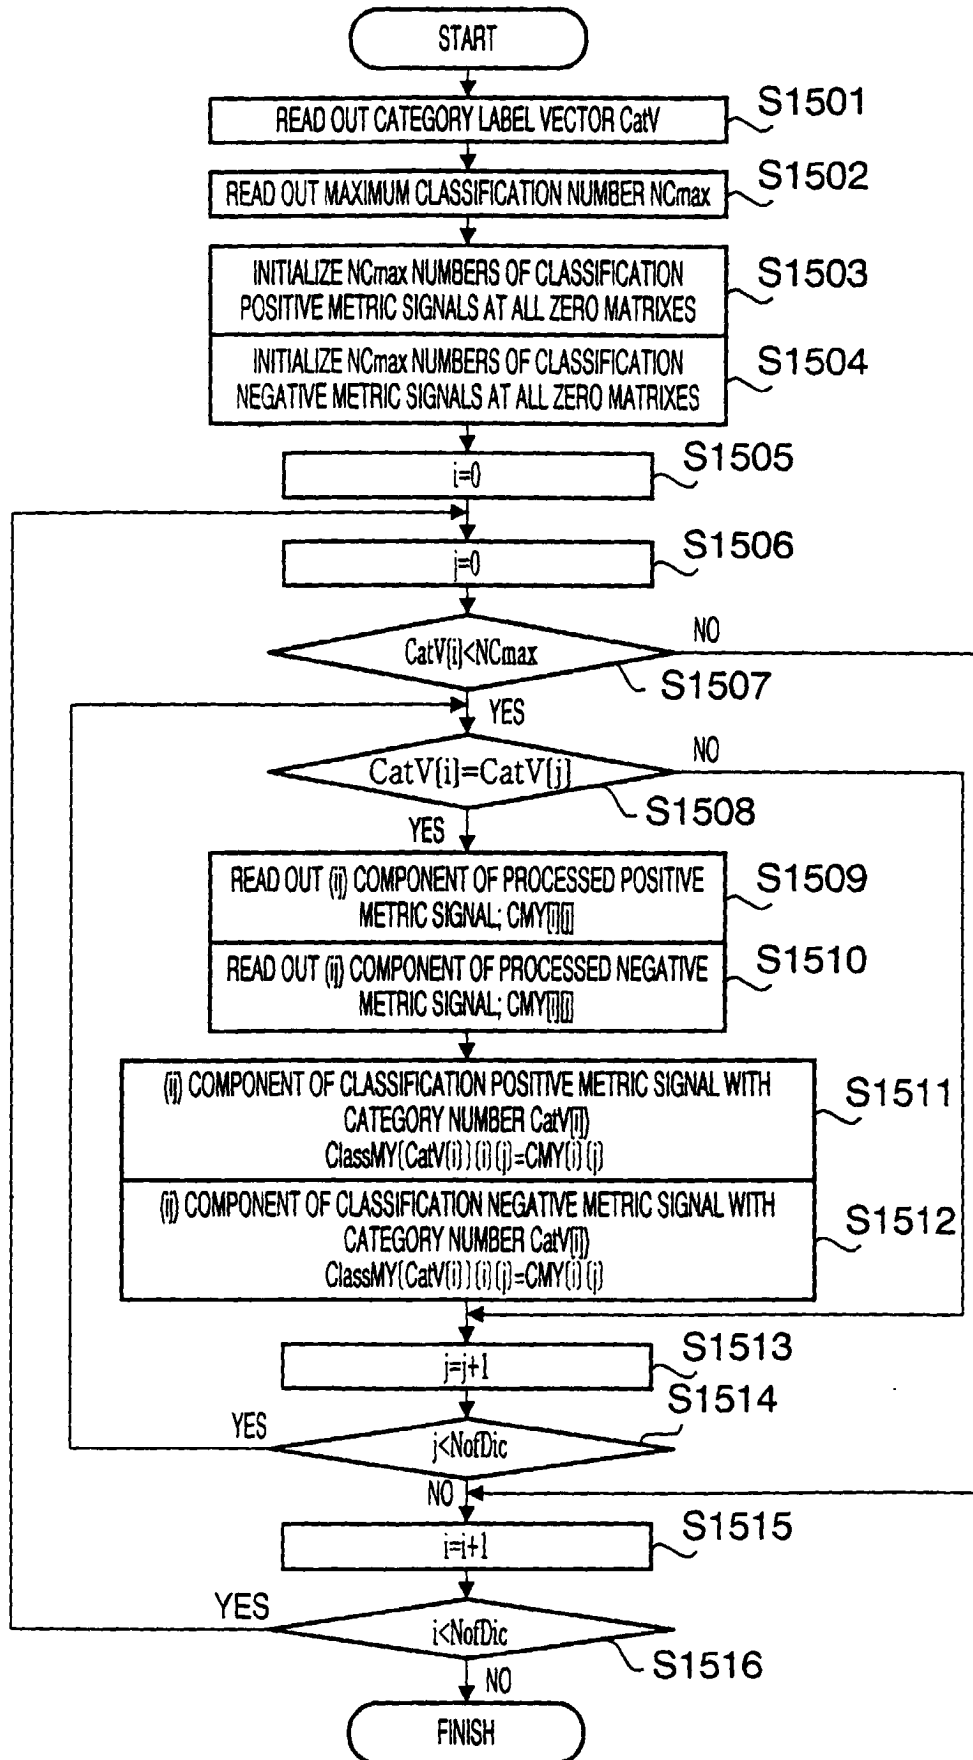 START
READ OUT CATEGORY LABEL VECTOR CatV
S1501
READ OUT MAXIMUM CLASSIFICATION NUMBER NCmax
S1502
INITIALIZE NCmax NUMBERS OF CLASSIFICATION
POSITIVE METRIC SIGNALS AT ALL ZERO MATRIXES
S1503
INITIALIZE NCmax NUMBERS OF CLASSIFICATION
NEGATIVE METRIC SIGNALS AT ALL ZERO MATRIXES
S1504
i=0
S1505
j=0
S1506
CatV[i]<NCmax
NO
S1507
YES
CatV[i]=CatV[j]
NO
S1508
YES
READ OUT (ij) COMPONENT OF PROCESSED POSITIVE
METRIC SIGNAL; CMY[i][j]
S1509
READ OUT (ij) COMPONENT OF PROCESSED NEGATIVE
METRIC SIGNAL; CMY[i][j]
S1510
(ij) COMPONENT OF CLASSIFICATION POSITIVE METRIC SIGNAL WITH
CATEGORY NUMBER CatV[i])
ClassMY(CatV(i))(i)(j)=CMY(i)(j)
S1511
(ij) COMPONENT OF CLASSIFICATION NEGATIVE METRIC SIGNAL WITH
CATEGORY NUMBER CatV[i])
ClassMY(CatV(i))(i)(j)=CMY(i)(j)
S1512
j=j+1
S1513
j<NofDic
S1514
YES
NO
i=i+1
S1515
YES
i<NofDic
S1516
NO
FINISH